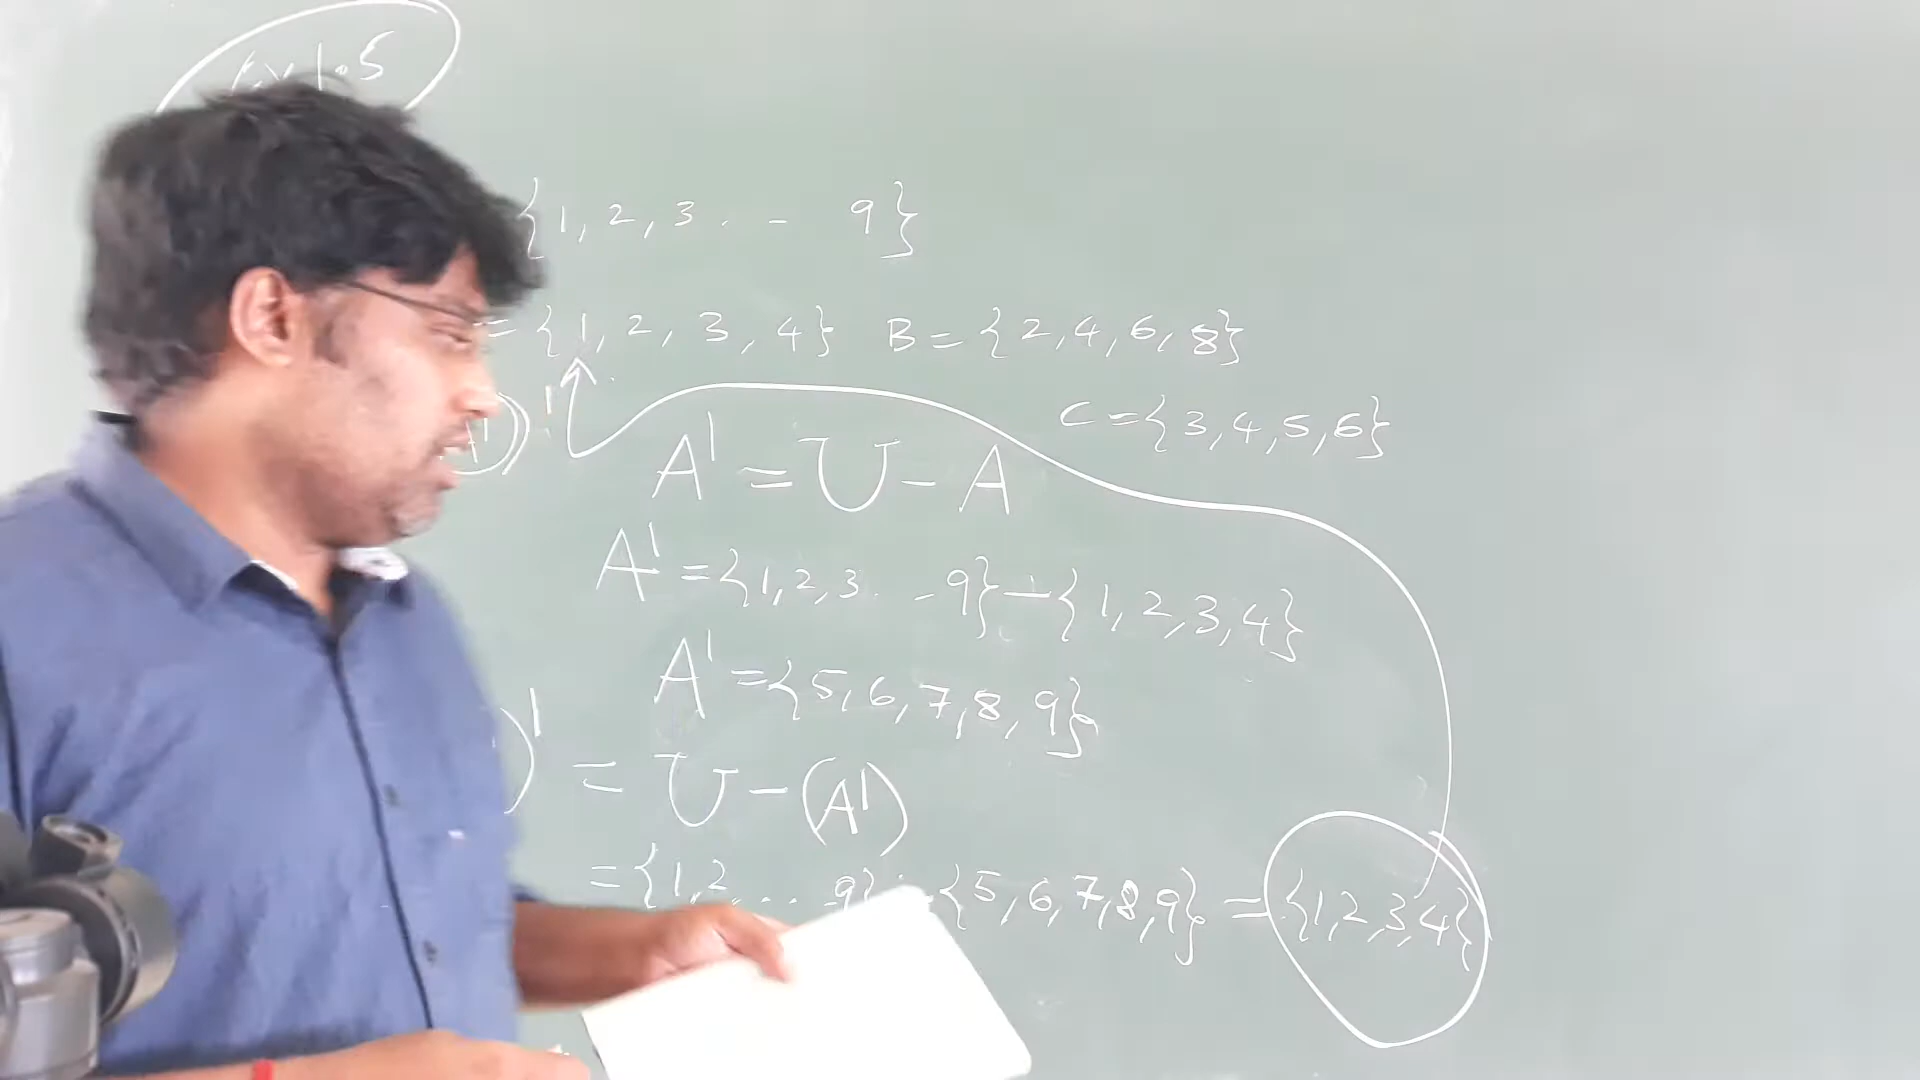 Ex 1.5
{1, 2, 3 . - 9}
= {1, 2, 3, 4} B = {2, 4, 6, 8}
C = {3, 4, 5, 6}
A')'
A' = U - A
A' = {1, 2, 3 . - 9} - {1, 2, 3, 4}
A' = {5, 6, 7, 8, 9}
)' = U - (A')
= {1, 2 ... 9} - {5, 6, 7, 8, 9} = {1, 2, 3, 4}